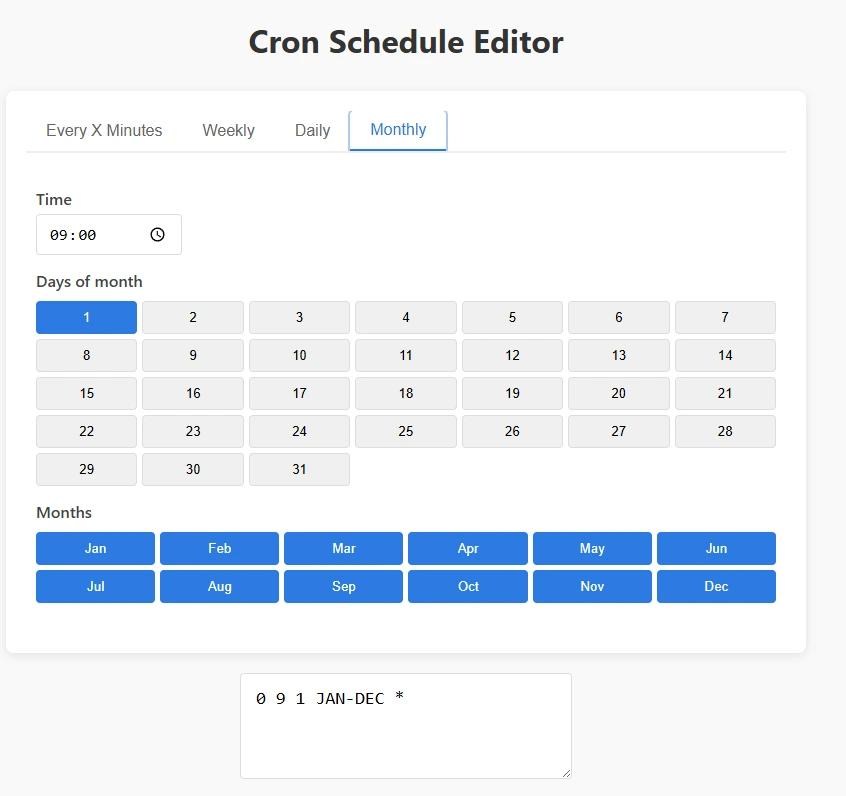 Cron Schedule Editor
Every X Minutes Weekly Daily Monthly
Time
09:00
Days of month
1 2 3 4 5 6 7
8 9 10 11 12 13 14
15 16 17 18 19 20 21
22 23 24 25 26 27 28
29 30 31
Months
Jan Feb Mar Apr May Jun
Jul Aug Sep Oct Nov Dec
0 9 1 JAN-DEC *